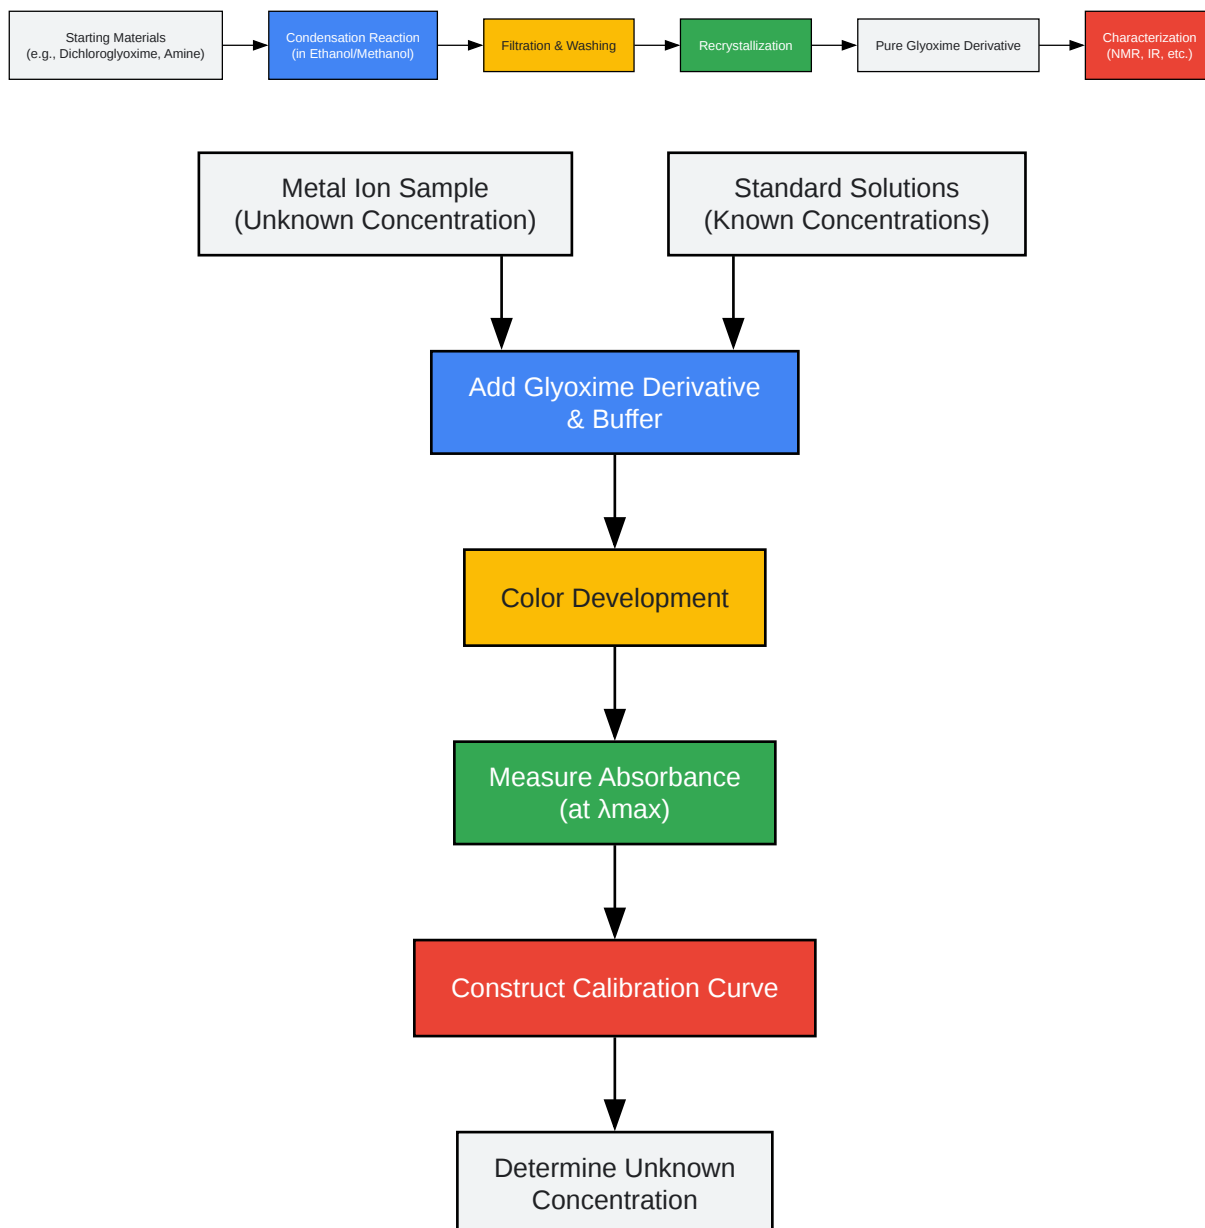 Starting Materials
(e.g., Dichloroglyoxime, Amine)
Condensation Reaction
(in Ethanol/Methanol)
Filtration & Washing
Recrystallization
Pure Glyoxime Derivative
Characterization
(NMR, IR, etc.)
Metal Ion Sample
(Unknown Concentration)
Standard Solutions
(Known Concentrations)
Add Glyoxime Derivative
& Buffer
Color Development
Measure Absorbance
(at λmax)
Construct Calibration Curve
Determine Unknown
Concentration